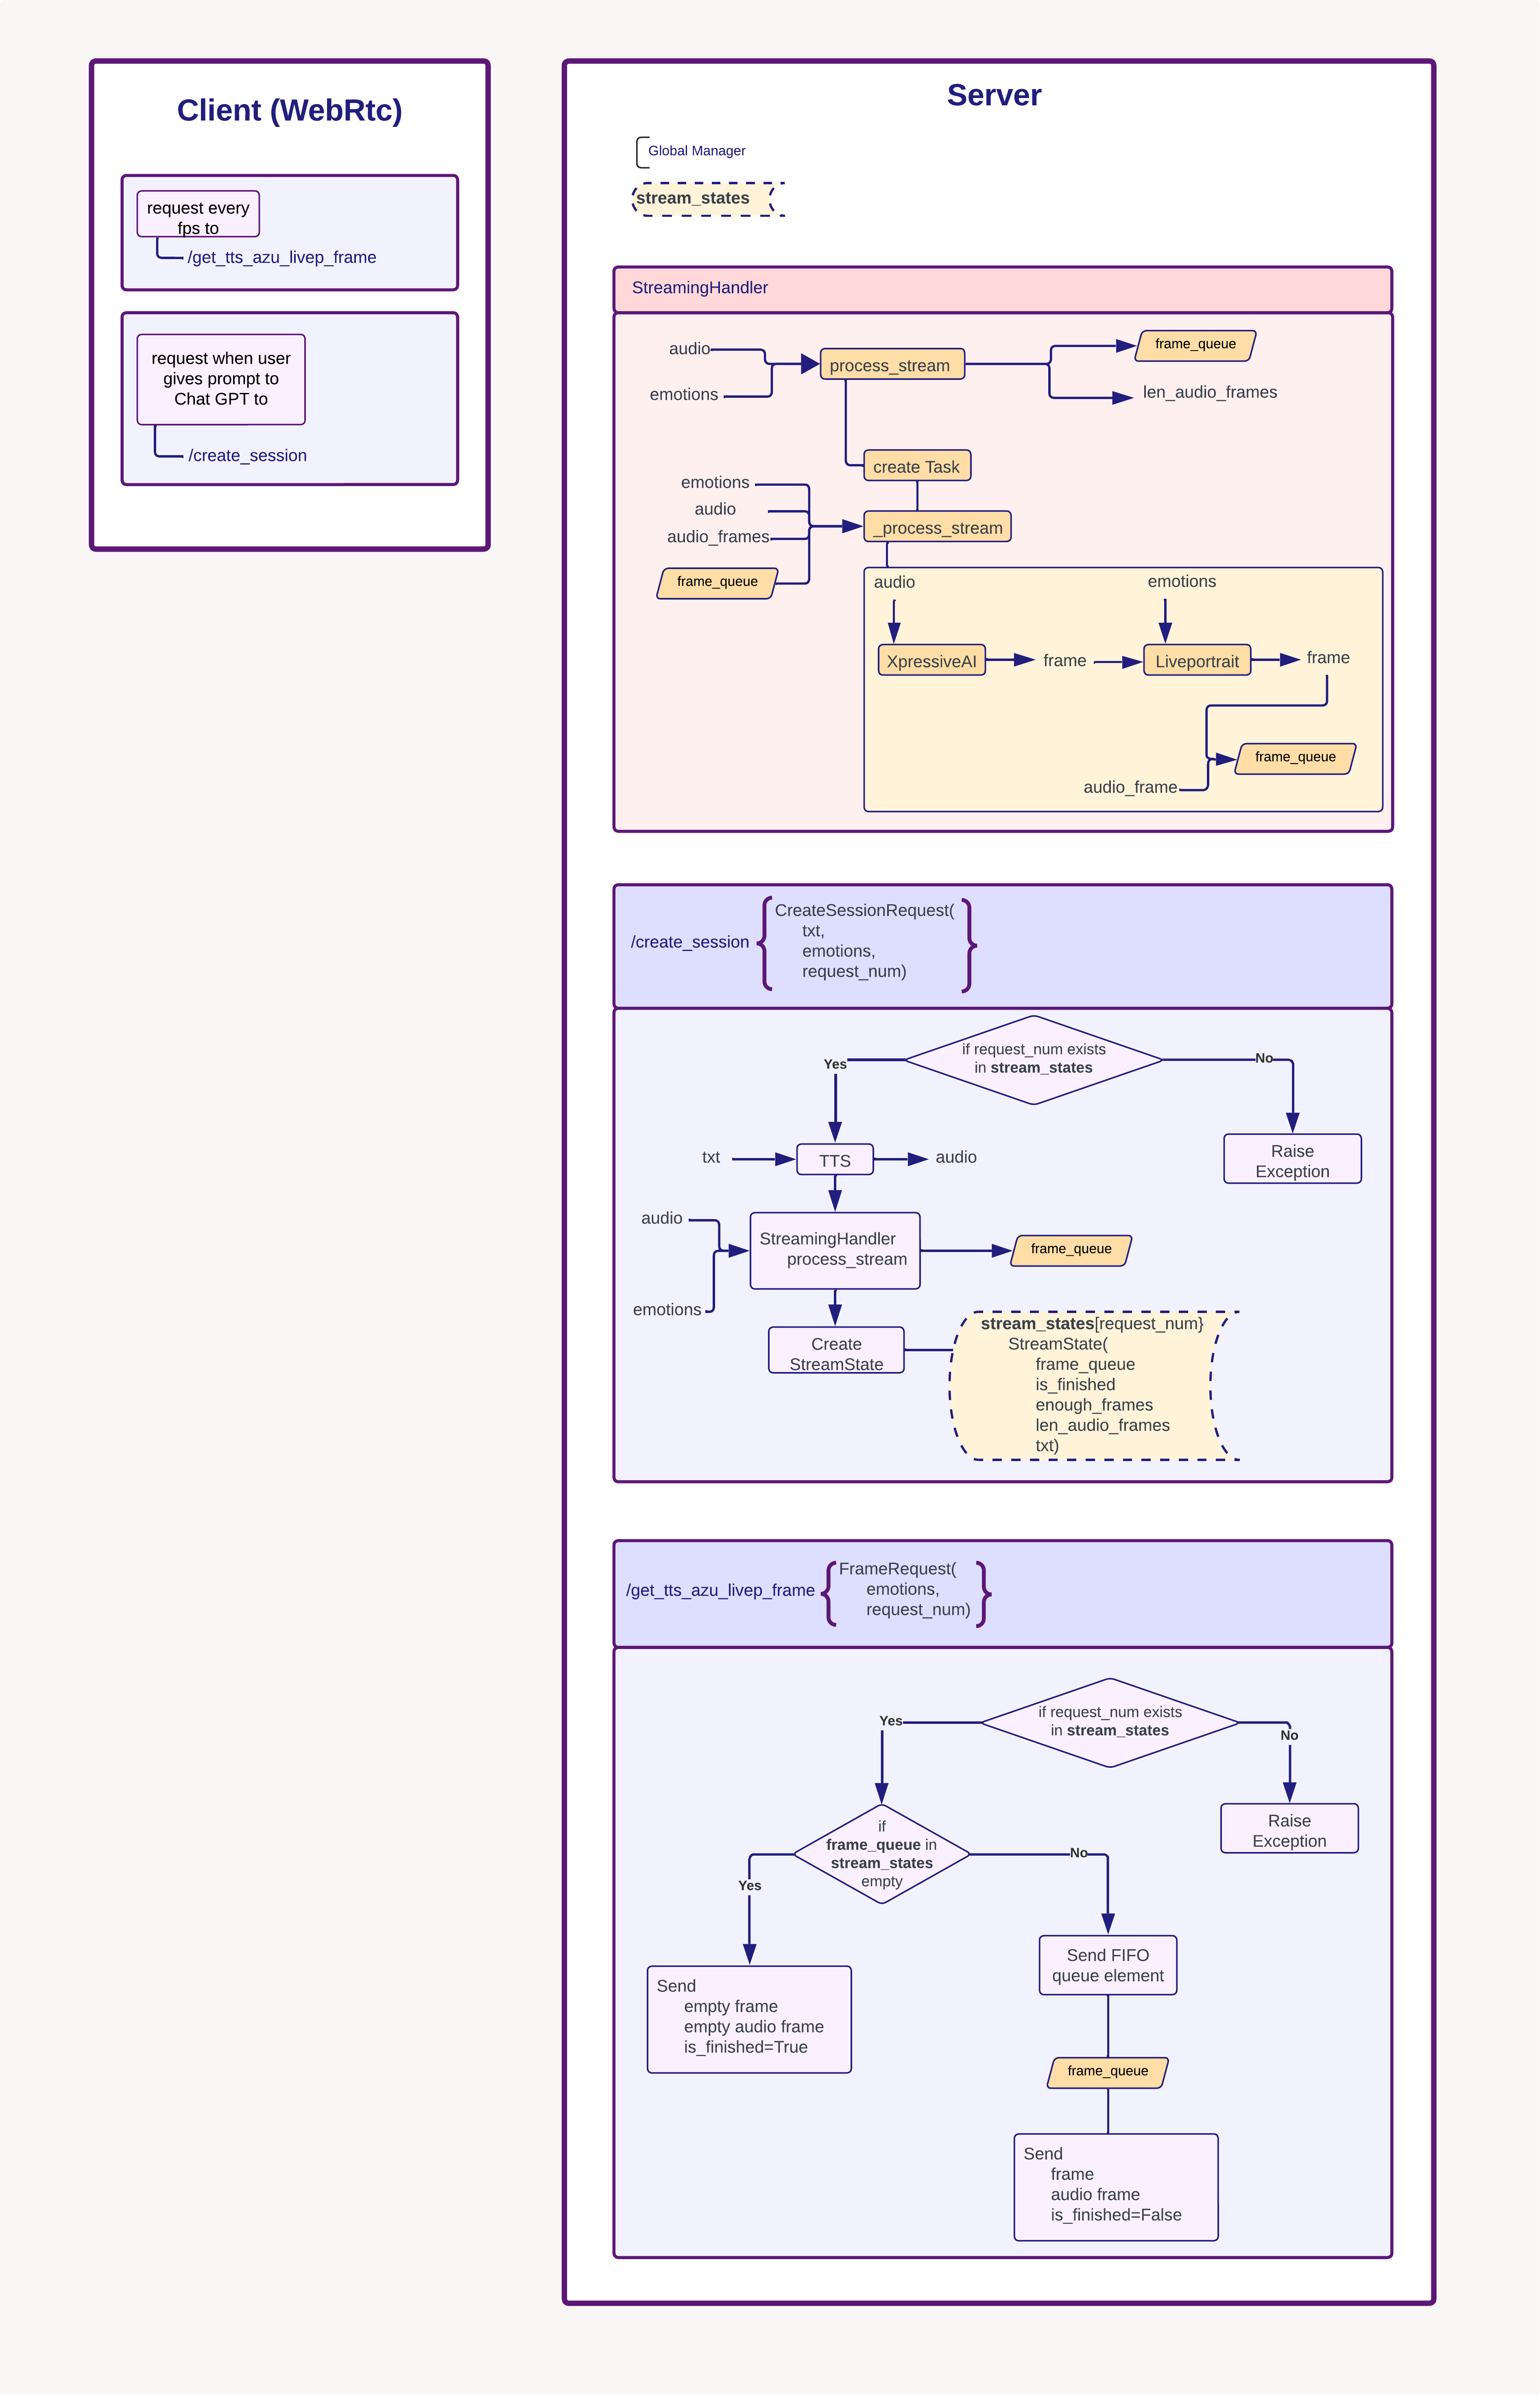 Client (WebRtc)
request every
fps to
/get_tts_azu_livep_frame
request when user
gives prompt to
Chat GPT to
/create_session
Server
Global Manager
stream_states
StreamingHandler
audio
emotions
process_stream
frame_queue
len_audio_frames
create Task
emotions
audio
audio_frames
frame_queue
_process_stream
audio
emotions
XpressiveAI
frame
Liveportrait
frame
frame_queue
audio_frame
/create_session
CreateSessionRequest(
txt,
emotions,
request_num)
if request_num exists
in stream_states
Yes
No
Raise
Exception
txt
TTS
audio
audio
emotions
StreamingHandler
process_stream
frame_queue
Create
StreamState
stream_states[request_num}
StreamState(
frame_queue
is_finished
enough_frames
len_audio_frames
txt)
/get_tts_azu_livep_frame
FrameRequest(
emotions,
request_num)
if request_num exists
in stream_states
Yes
No
Raise
Exception
if
frame_queue in
stream_states
empty
Yes
No
Send
empty frame
empty audio frame
is_finished=True
Send FIFO
queue element
frame_queue
Send
frame
audio frame
is_finished=False